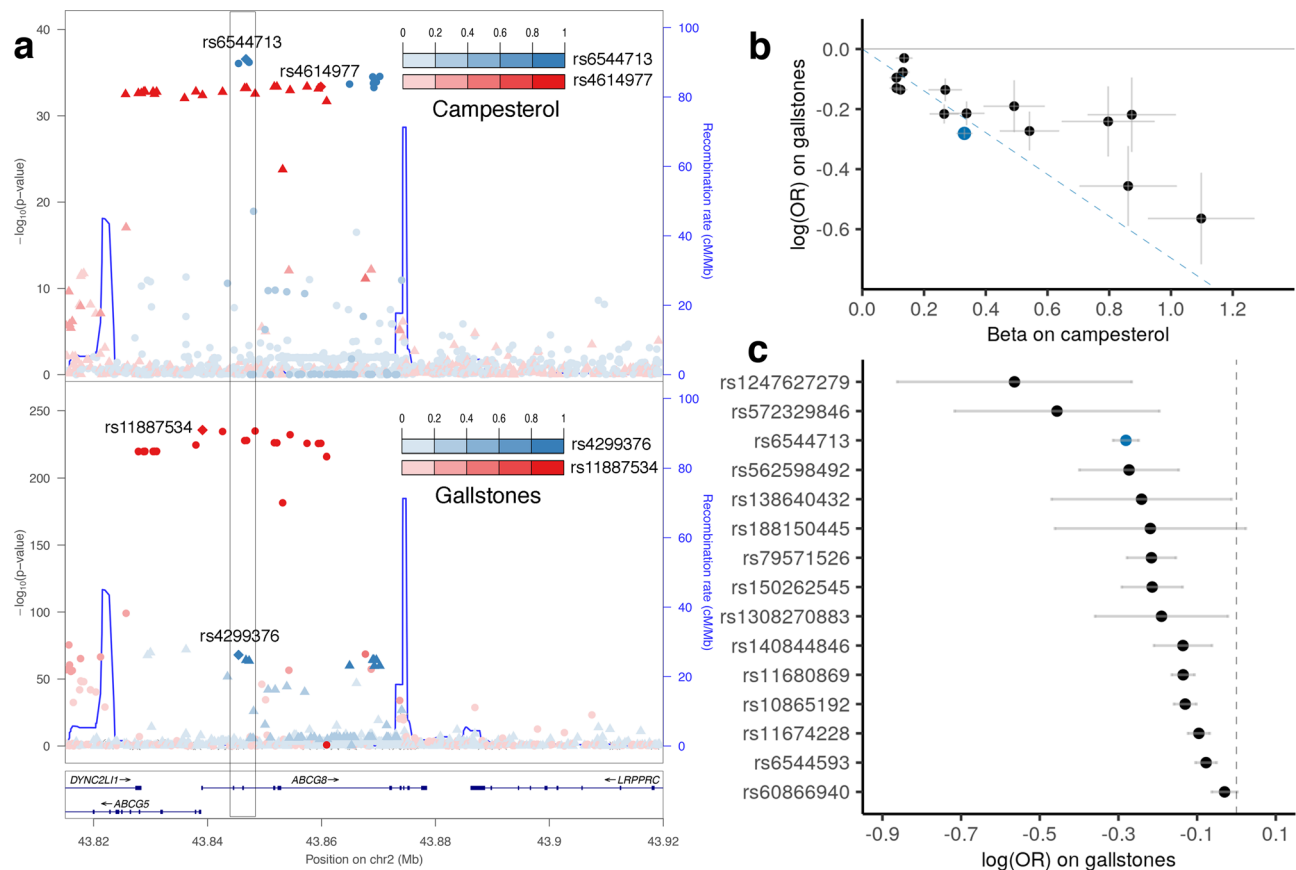 a
40
30
20
10
0
−log10(p−value)
100
80
60
40
20
0
Recombination rate (cM/Mb)
rs6544713
rs4614977
0 0.2 0.4 0.6 0.8 1
rs6544713
rs4614977
Campesterol
250
200
150
100
50
0
−log10(p−value)
100
80
60
40
20
0
Recombination rate (cM/Mb)
rs11887534
rs4299376
0 0.2 0.4 0.6 0.8 1
rs4299376
rs11887534
Gallstones
DYNC2LI1→
ABCG8→
←LRPPRC
←ABCG5
43.82 43.84 43.86 43.88 43.9 43.92
Position on chr2 (Mb)
b
0.0
-0.2
-0.4
-0.6
log(OR) on gallstones
0.0 0.2 0.4 0.6 0.8 1.0 1.2
Beta on campesterol
c
rs1247627279
rs572329846
rs6544713
rs562598492
rs138640432
rs188150445
rs79571526
rs150262545
rs1308270883
rs140844846
rs11680869
rs10865192
rs11674228
rs6544593
rs60866940
-0.9 -0.7 -0.5 -0.3 -0.1 0.1
log(OR) on gallstones